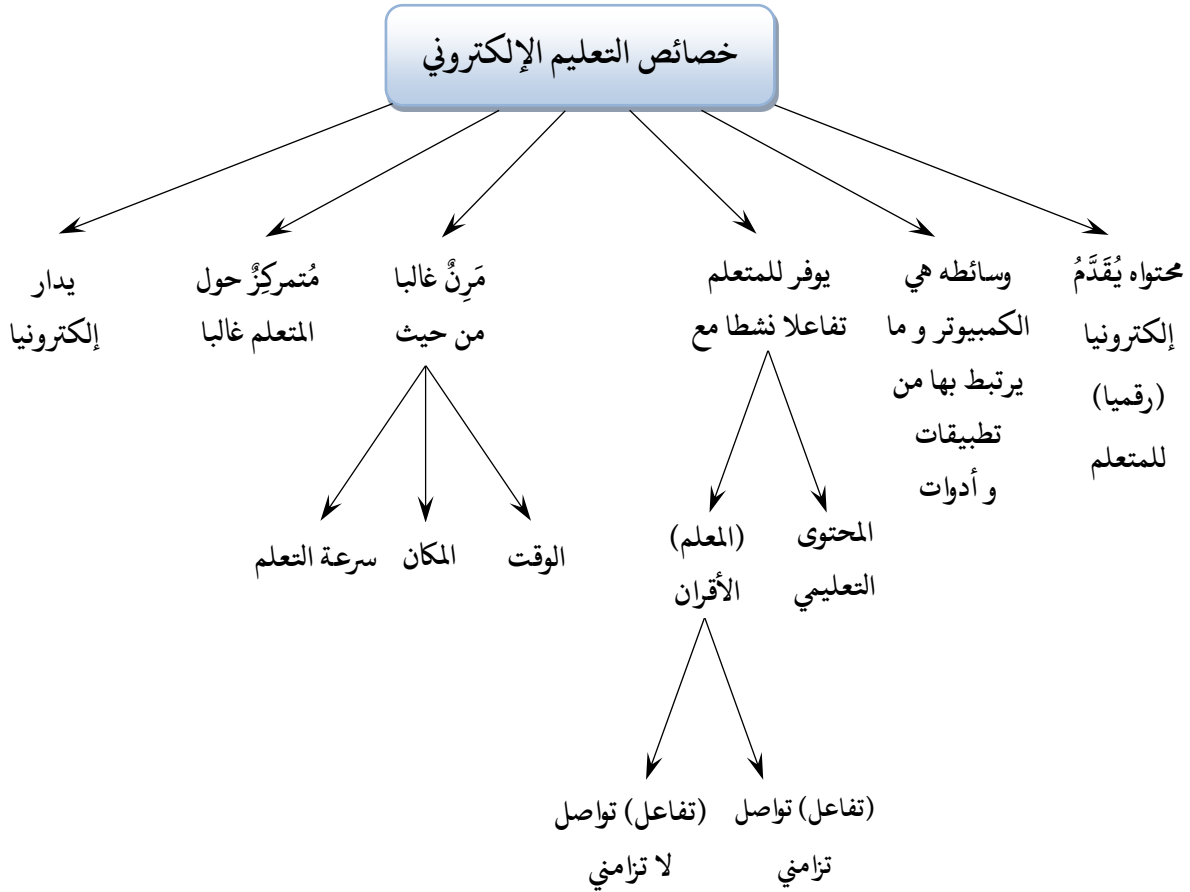 خصائص التعليم الإلكتروني
محتواه يُقَدَّمُ
إلكترونيا
(رقميا)
للمتعلم
وسائطه هي
الكمبيوتر و ما
يرتبط بها من
تطبيقات
و أدوات
يوفر للمتعلم
تفاعلا نشطا مع
المحتوى
التعليمي
(المعلم)
الأقران
(تفاعل) تواصل
تزامني
(تفاعل) تواصل
لا تزامني
مَرِنٌ غالبا
من حيث
الوقت
المكان
سرعة التعلم
مُتمركِزٌ حول
المتعلم غالبا
يدار
إلكترونيا